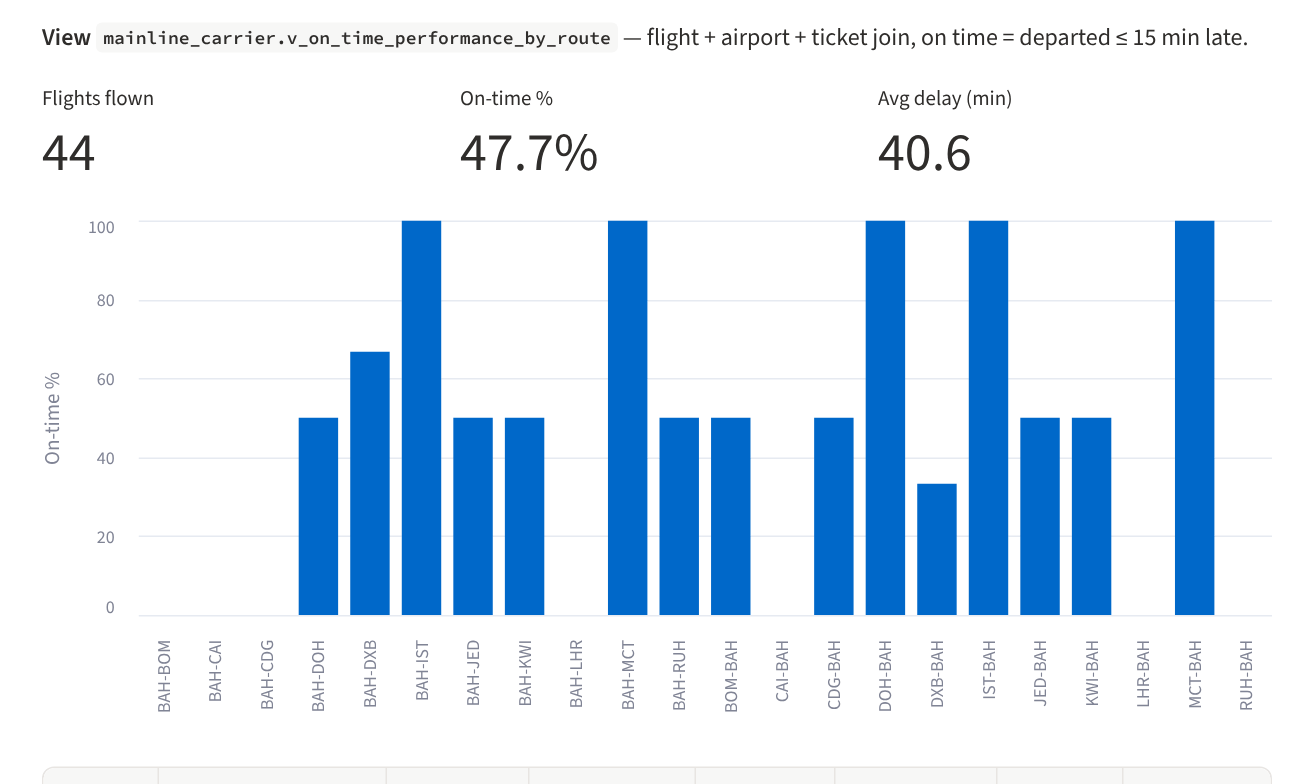 View mainline_carrier.v_on_time_performance_by_route — flight + airport + ticket join, on time = departed ≤ 15 min late.
Flights flown
44
On-time %
47.7%
Avg delay (min)
40.6
On-time %
100
80
60
40
20
0
BAH-BOM
BAH-CAI
BAH-CDG
BAH-DOH
BAH-DXB
BAH-IST
BAH-JED
BAH-KWI
BAH-LHR
BAH-MCT
BAH-RUH
BOM-BAH
CAI-BAH
CDG-BAH
DOH-BAH
DXB-BAH
IST-BAH
JED-BAH
KWI-BAH
LHR-BAH
MCT-BAH
RUH-BAH